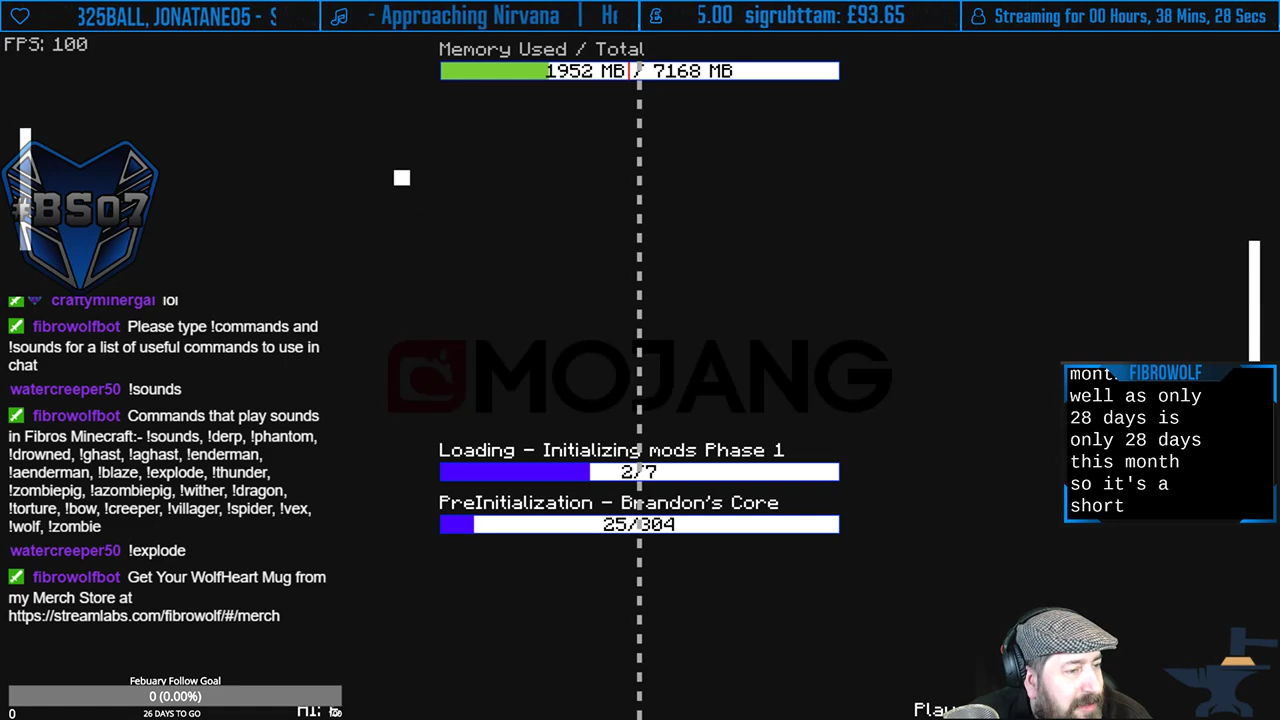 325BALL, JONATANE05 -
- Approaching Nirvana
5.00 sigrubttam: £93.65
Streaming for 00 Hours, 38 Mins, 28 Secs
FPS: 100
Memory Used / Total
1952 MB / 7168 MB
#BS07
craftyminergal lol
fibrowolfbot Please type !commands and
!sounds for a list of useful commands to use in
chat
watercreeper50 !sounds
fibrowolfbot Commands that play sounds
in Fibros Minecraft:- !sounds, !derp, !phantom,
!drowned, !ghast, !aghast, !enderman,
!aenderman, !blaze, !explode, !thunder,
!zombiepig, !azombiepig, !wither, !dragon,
!torture, !bow, !creeper, !villager, !spider, !vex,
!wolf, !zombie
watercreeper50 !explode
fibrowolfbot Get Your WolfHeart Mug from
my Merch Store at
https://streamlabs.com/fibrowolf/#/merch
MOJANG
Loading - Initializing mods Phase 1
2/7
PreInitialization - Brandon's Core
25/304
FIBROWOLF
well as only
28 days is
only 28 days
this month
so it's a
short
Febuary Follow Goal
0 (0.00%)
0
26 DAYS TO GO